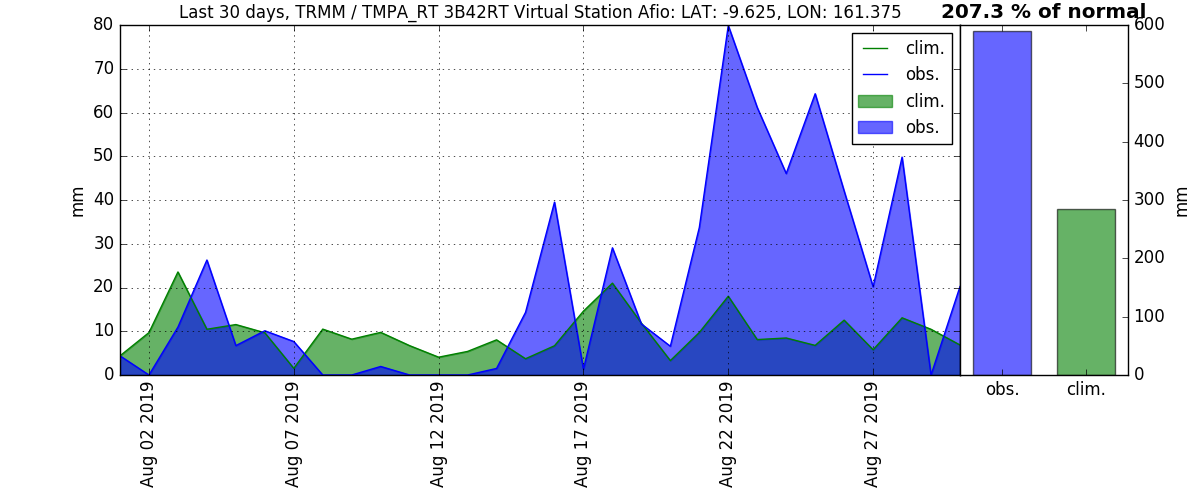 Last 30 days, TRMM / TMPA_RT 3B42RT Virtual Station Afio: LAT: -9.625, LON: 161.375
207.3 % of normal
80
70
60
50
40
30
20
10
0
mm
clim.
obs.
clim.
obs.
Aug 02 2019
Aug 07 2019
Aug 12 2019
Aug 17 2019
Aug 22 2019
Aug 27 2019
600
500
400
300
200
100
0
mm
obs.
clim.